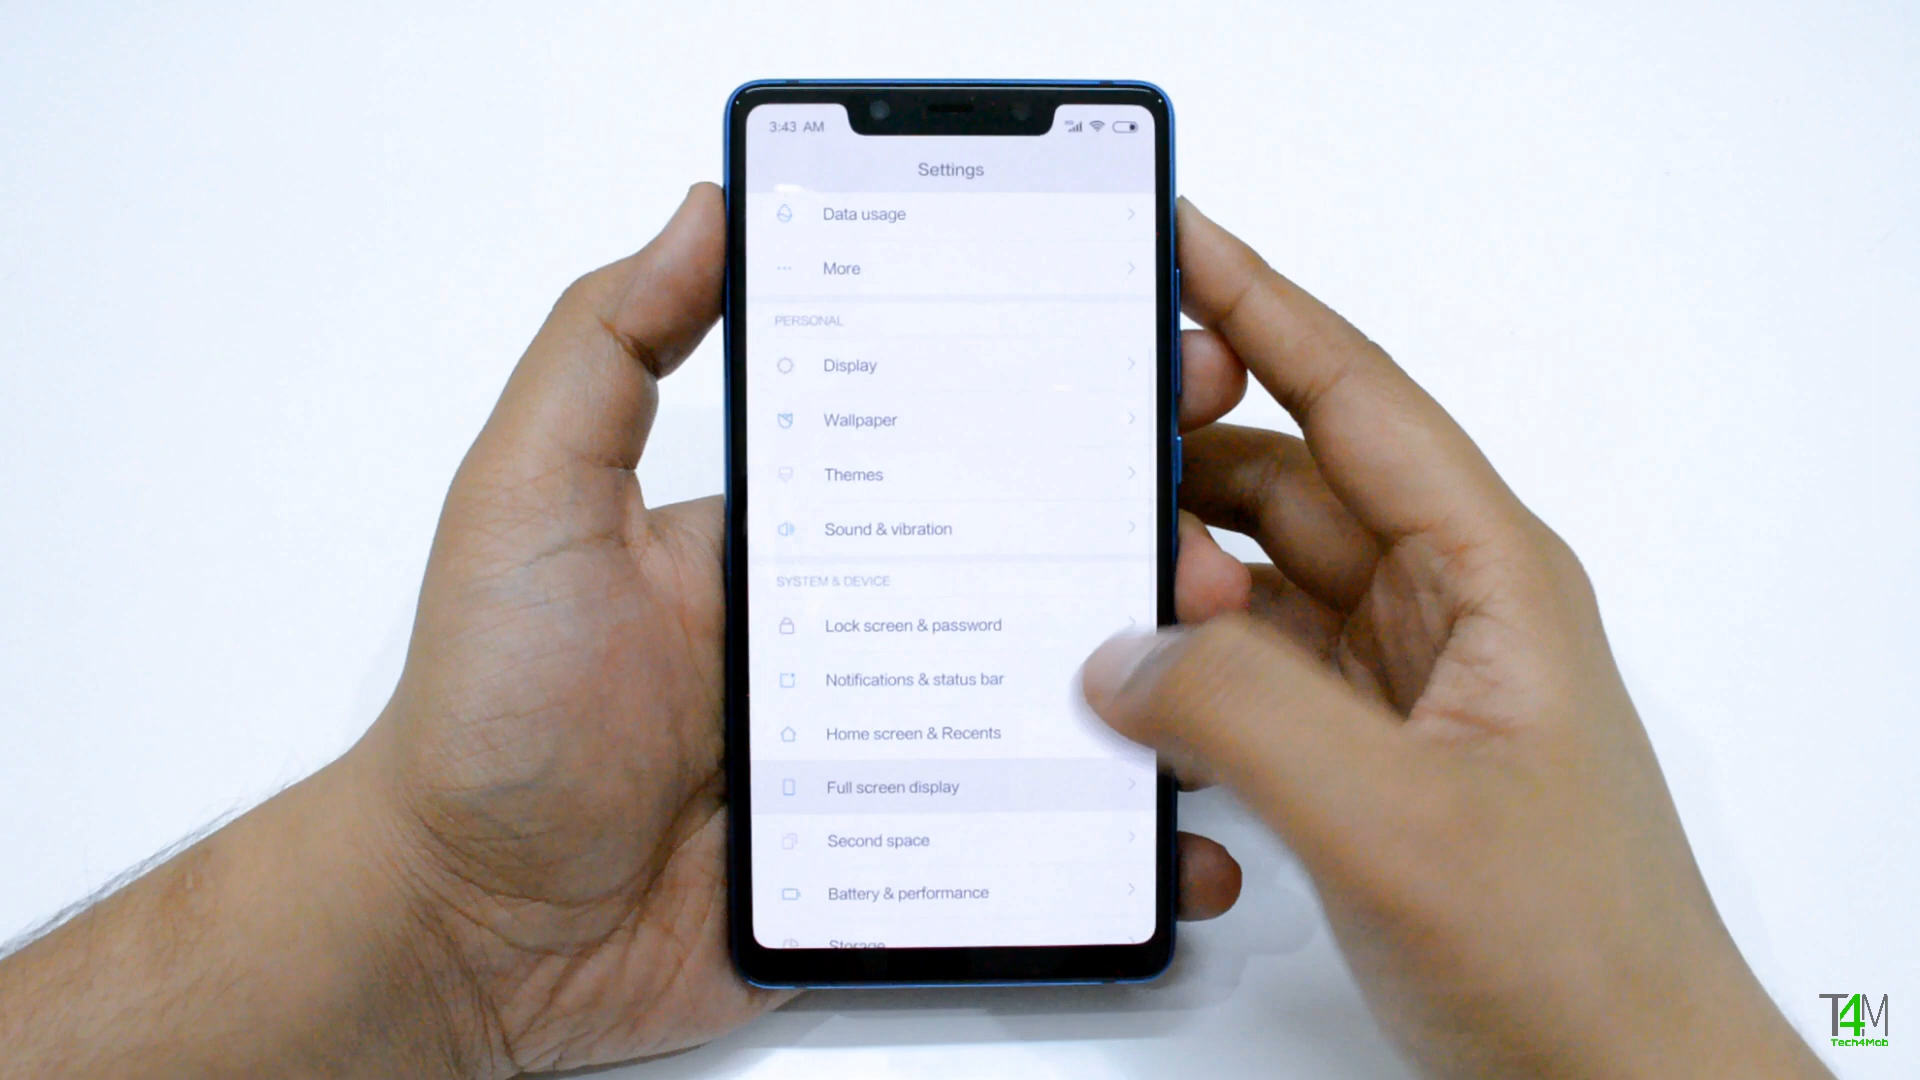 3:43 AM
Settings
Data usage
More
PERSONAL
Display
Wallpaper
Themes
Sound & vibration
SYSTEM & DEVICE
Lock screen & password
Notifications & status bar
Home screen & Recents
Full screen display
Second space
Battery & performance
Storage
T4M
Tech4Mob